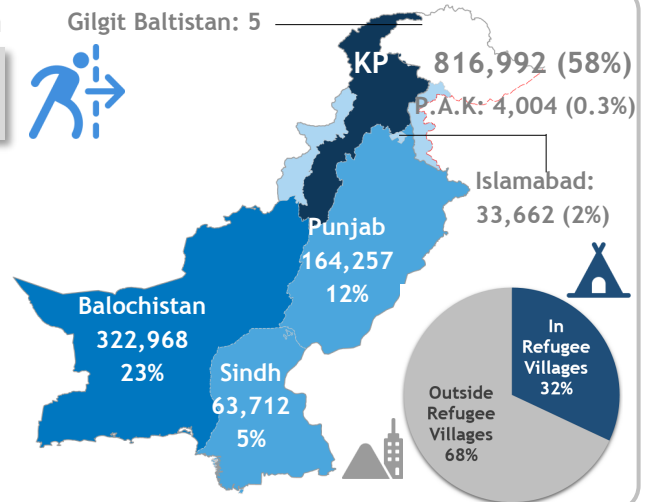 Gilgit Baltistan: 5
KP 816,992 (58%)
P.A.K: 4,004 (0.3%)
Islamabad:
33,662 (2%)
Punjab
164,257
12%
Balochistan
322,968
23%
Sindh
63,712
5%
In
Refugee
Villages
32%
Outside
Refugee
Villages
68%